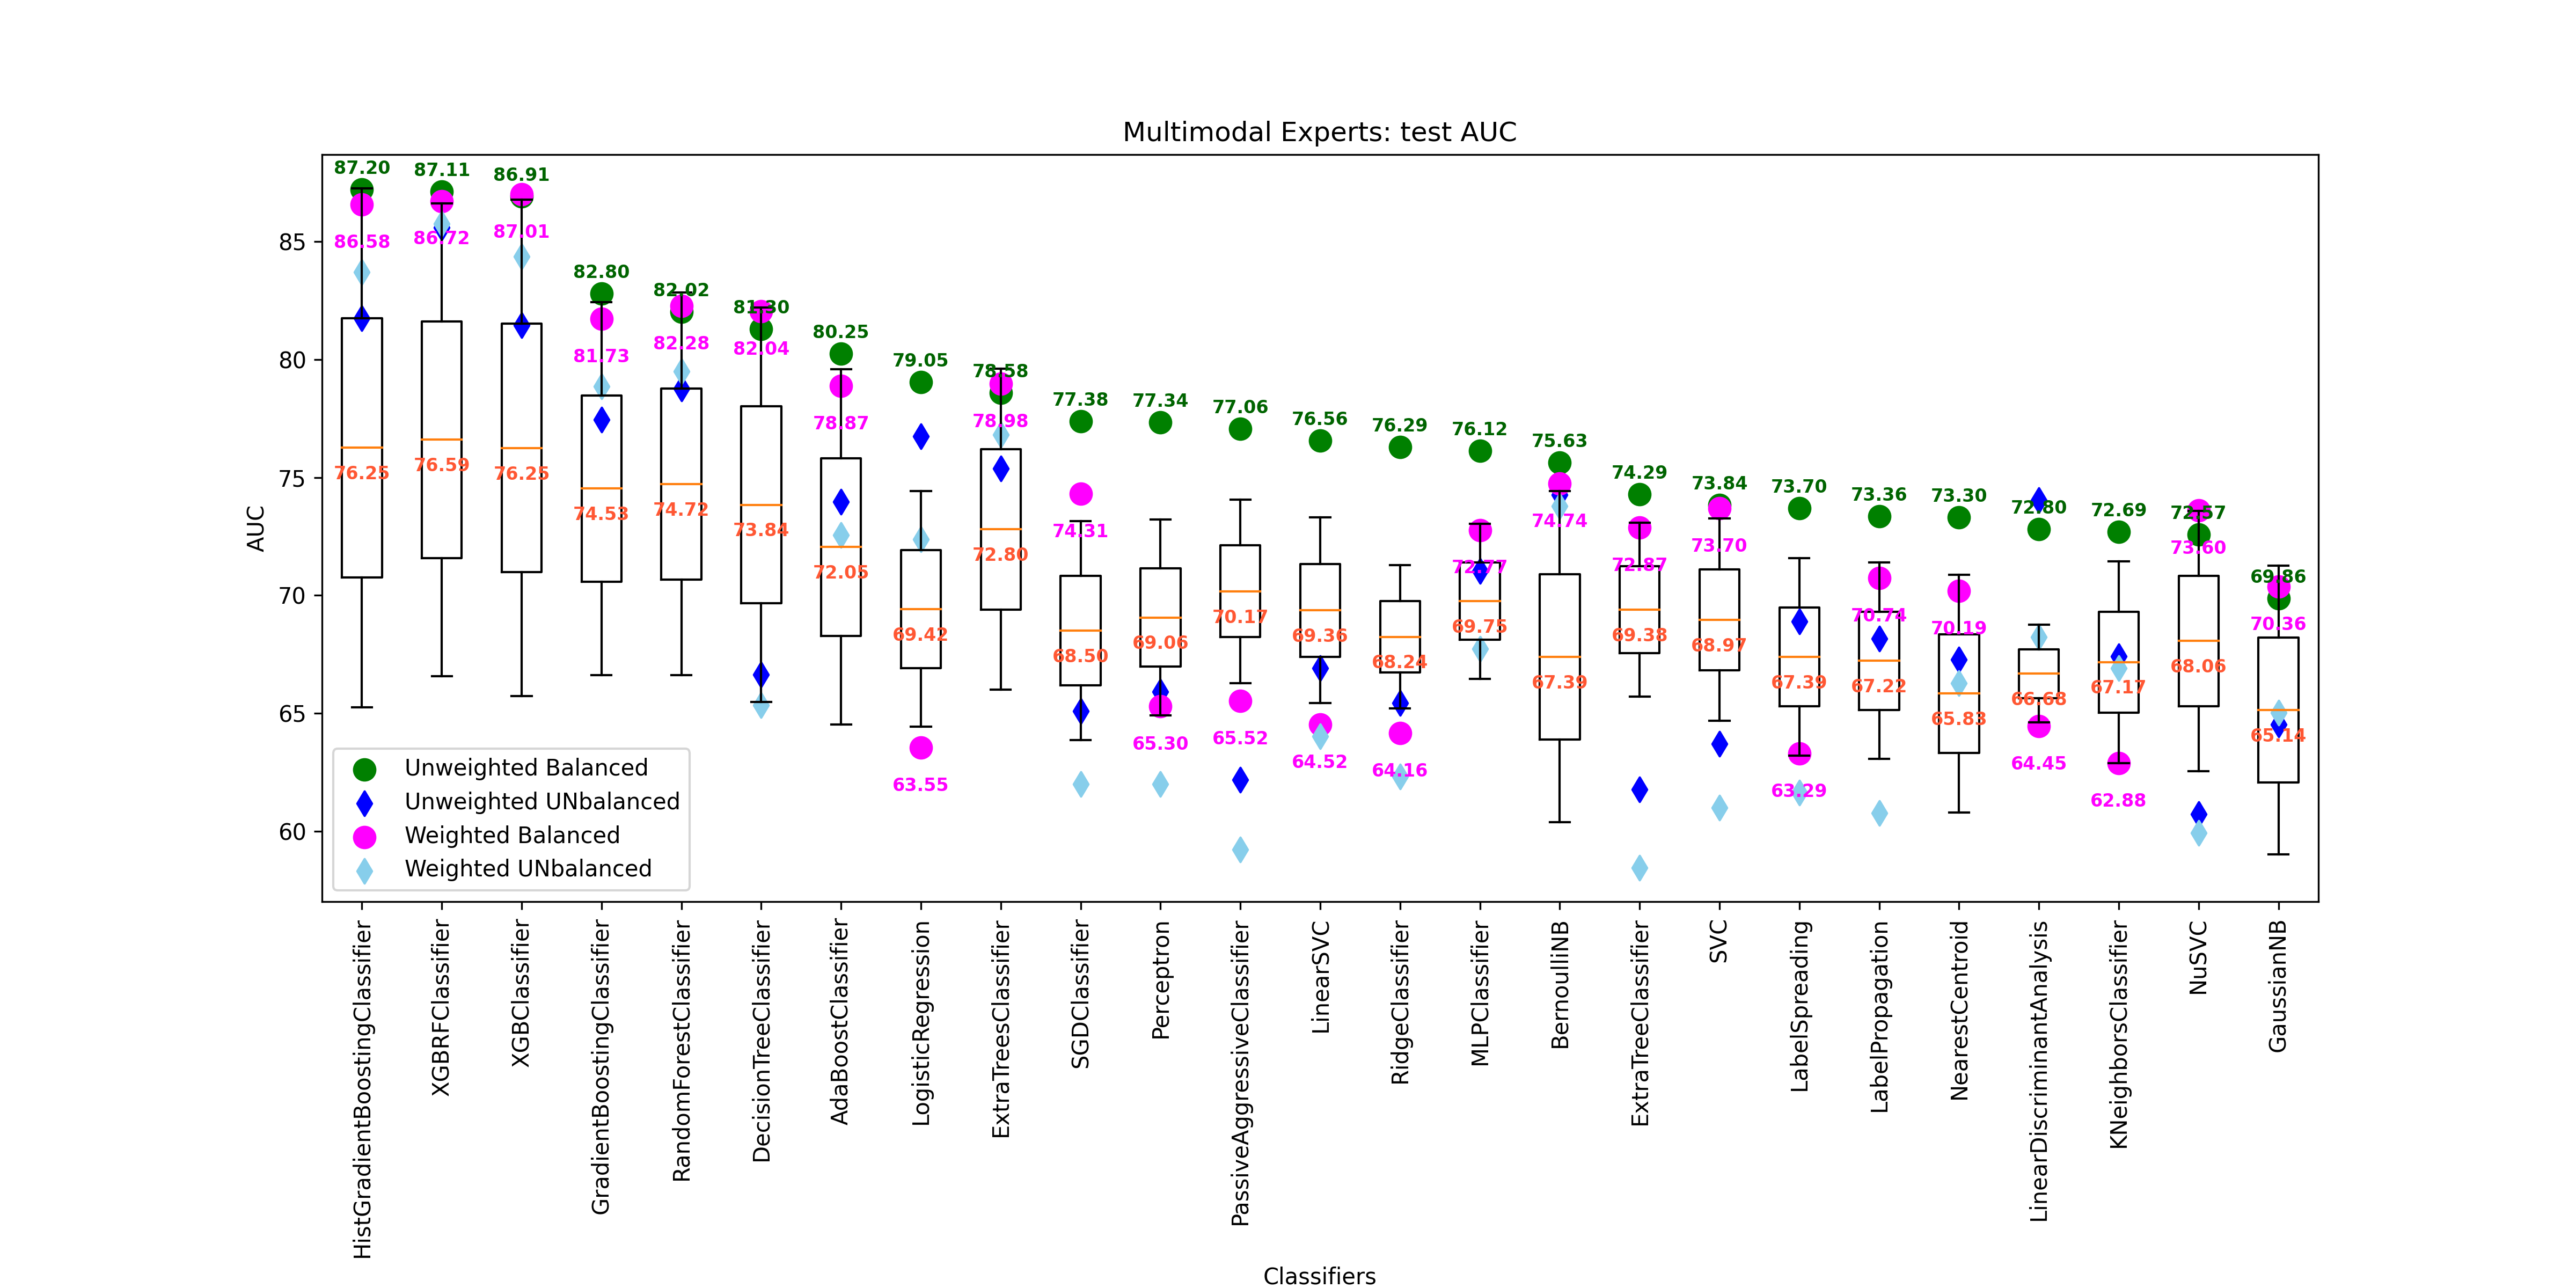 Multimodal Experts: test AUC
AUC
85
80
75
70
65
60
87.20 87.11 86.91 82.80 82.02 81.30 80.25 79.05 78.58 77.38 77.34 77.06 76.56 76.29 76.12 75.63 74.29 73.84 73.70 73.36 73.30 72.80 72.69 72.57 69.86
86.58 86.72 87.01 81.73 82.28 82.04 78.87 63.55 78.98 74.31 65.30 65.52 64.52 64.16 72.77 74.74 72.87 73.70 63.29 70.74 70.19 64.45 62.88 73.60 70.36
76.25 76.59 76.25 74.53 74.72 73.84 72.05 69.42 72.80 68.50 69.06 70.17 69.36 68.24 69.75 67.39 69.38 68.97 67.39 67.22 65.83 66.68 67.17 68.06 65.14
Unweighted Balanced
Unweighted UNbalanced
Weighted Balanced
Weighted UNbalanced
HistGradientBoostingClassifier
XGBRFClassifier
XGBClassifier
GradientBoostingClassifier
RandomForestClassifier
DecisionTreeClassifier
AdaBoostClassifier
LogisticRegression
ExtraTreesClassifier
SGDClassifier
Perceptron
PassiveAggressiveClassifier
LinearSVC
RidgeClassifier
MLPClassifier
BernoulliNB
ExtraTreeClassifier
SVC
LabelSpreading
LabelPropagation
NearestCentroid
LinearDiscriminantAnalysis
KNeighborsClassifier
NuSVC
GaussianNB
Classifiers